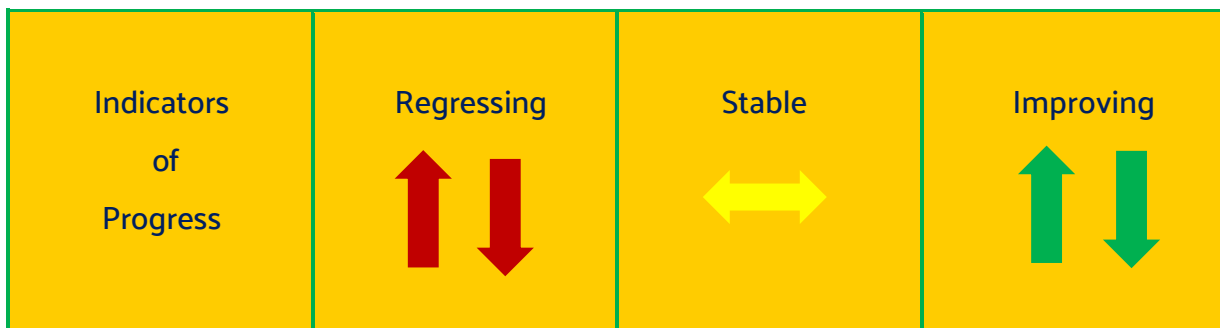 Indicators
of
Progress
Regressing
Stable
Improving